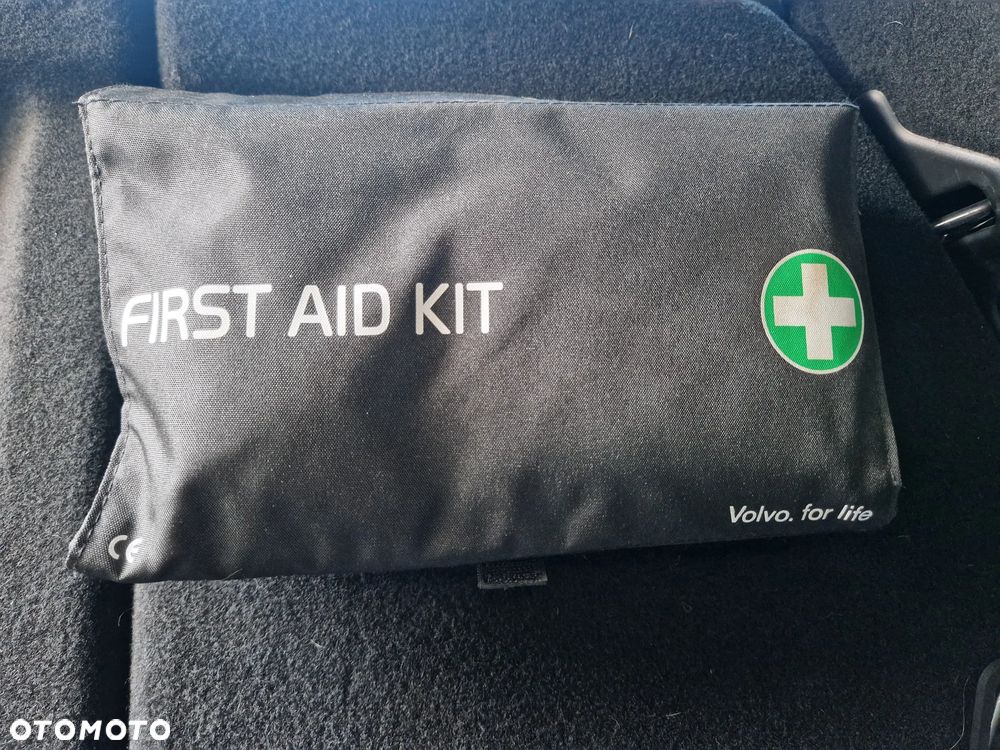 FIRST AID KIT
Volvo. for life
CE
OTOMOTO